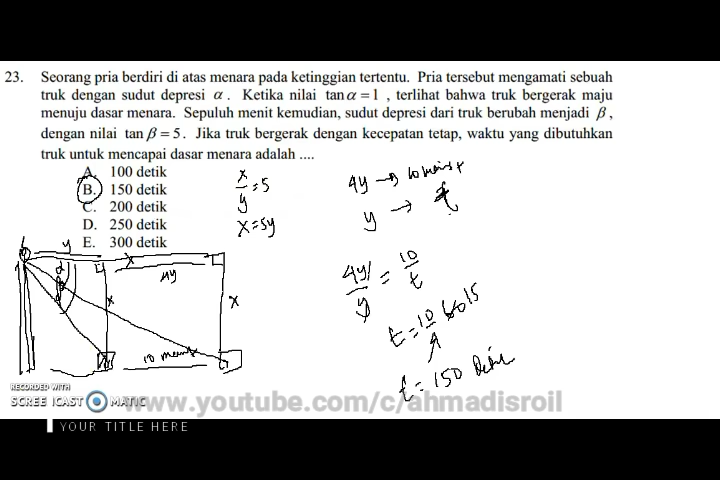 23. Seorang pria berdiri di atas menara pada ketinggian tertentu. Pria tersebut mengamati sebuah
truk dengan sudut depresi α. Ketika nilai tan α = 1 , terlihat bahwa truk bergerak maju
menuju dasar menara. Sepuluh menit kemudian, sudut depresi dari truk berubah menjadi β,
dengan nilai tan β = 5. Jika truk bergerak dengan kecepatan tetap, waktu yang dibutuhkan
truk untuk mencapai dasar menara adalah ....
A. 100 detik
B. 150 detik
C. 200 detik
D. 250 detik
E. 300 detik
x/y = 5
x = 5y
4y → 10 menit
y → t
4y/y = 10/t
t = 150 detik
y
x
4y
α
x
x
10 menit
RECORDED WITH
SCREENCAST MATIC
www.youtube.com/c/ahmadisroil
YOUR TITLE HERE